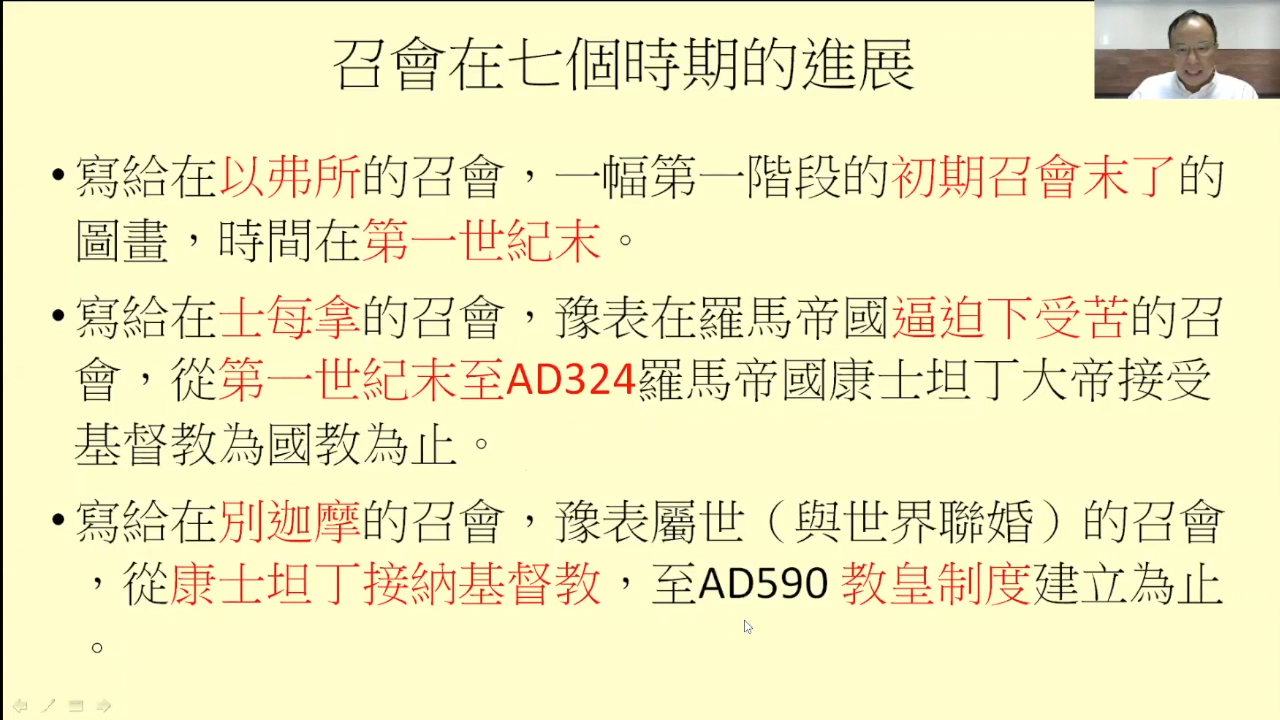 召會在七個時期的進展
•寫給在以弗所的召會，一幅第一階段的初期召會末了的
圖畫，時間在第一世紀末。
•寫給在士每拿的召會，豫表在羅馬帝國逼迫下受苦的召
會，從第一世紀末至AD324羅馬帝國康士坦丁大帝接受
基督教為國教為止。
•寫給在別迦摩的召會，豫表屬世（與世界聯婚）的召會
，從康士坦丁接納基督教，至AD590 教皇制度建立為止
。